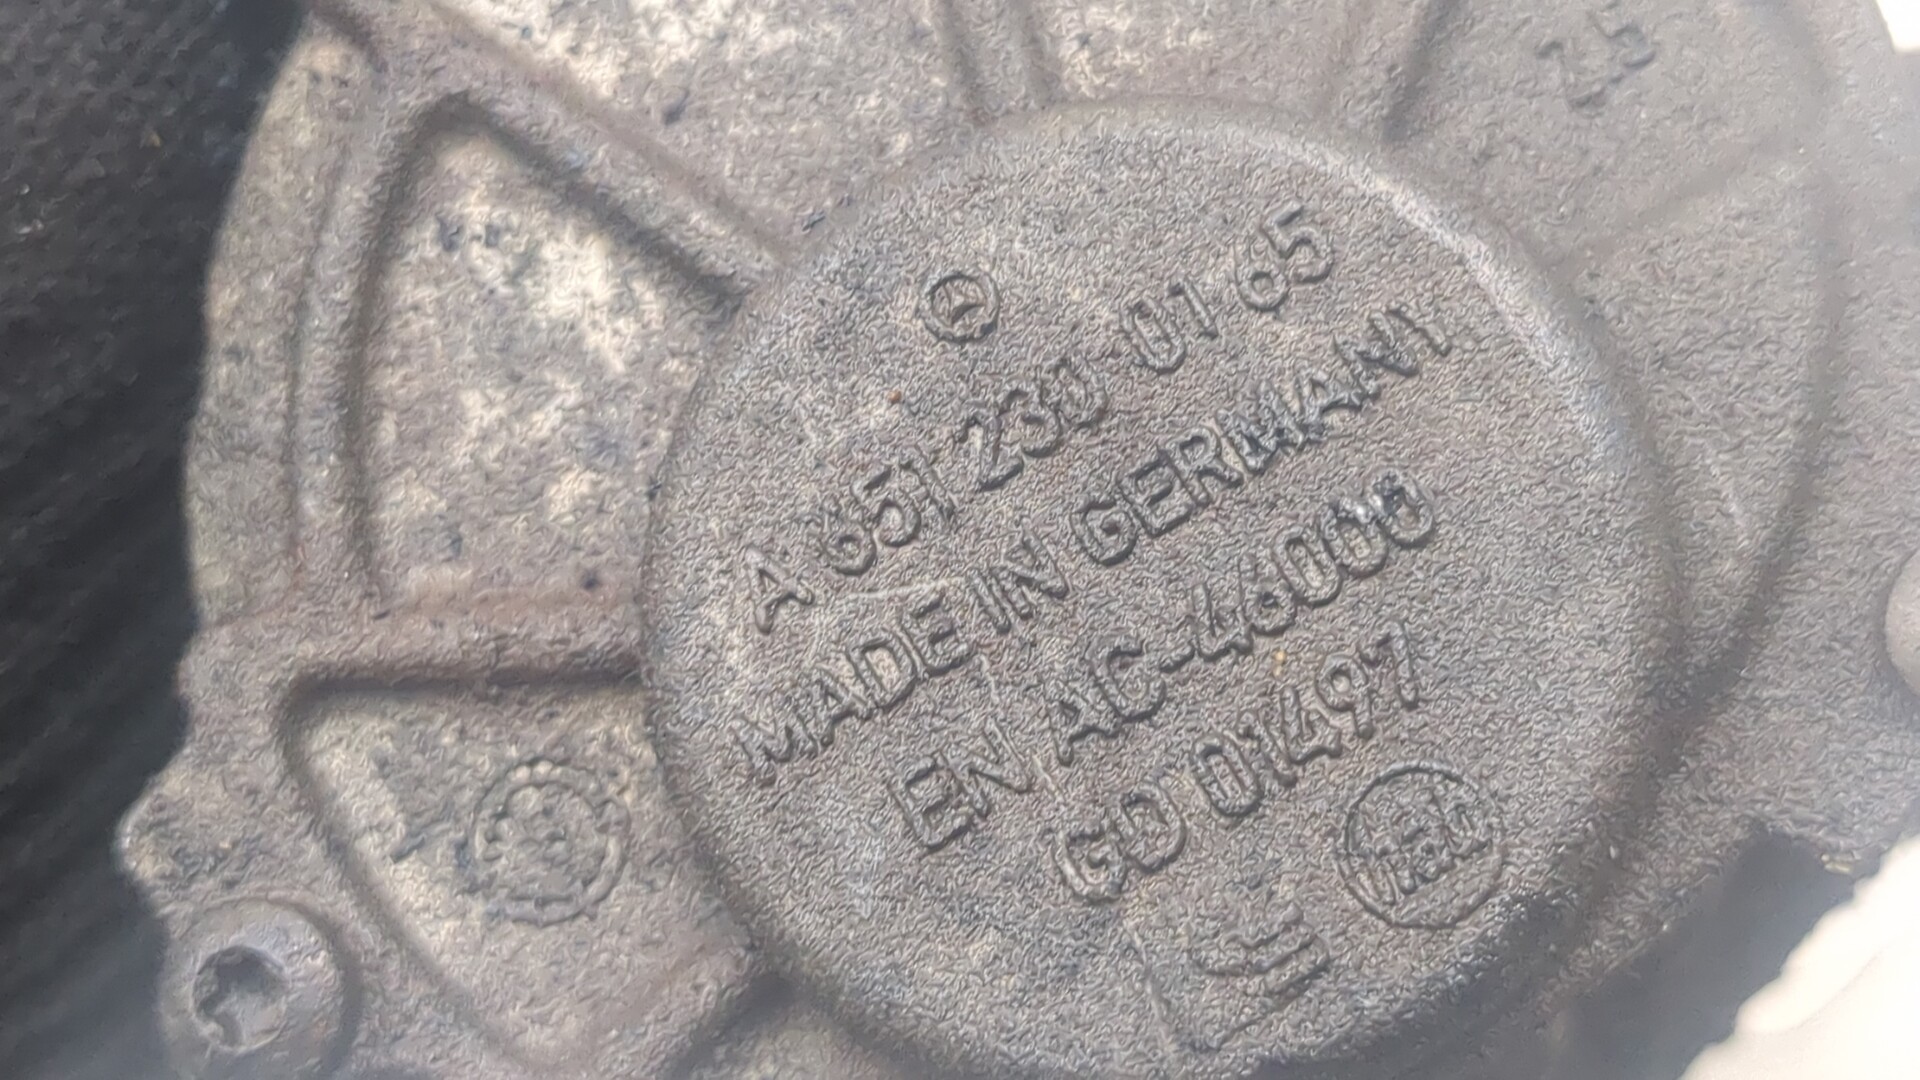 A 651 230 01 65
MADE IN GERMANY
EN AC-46000
GD 01497